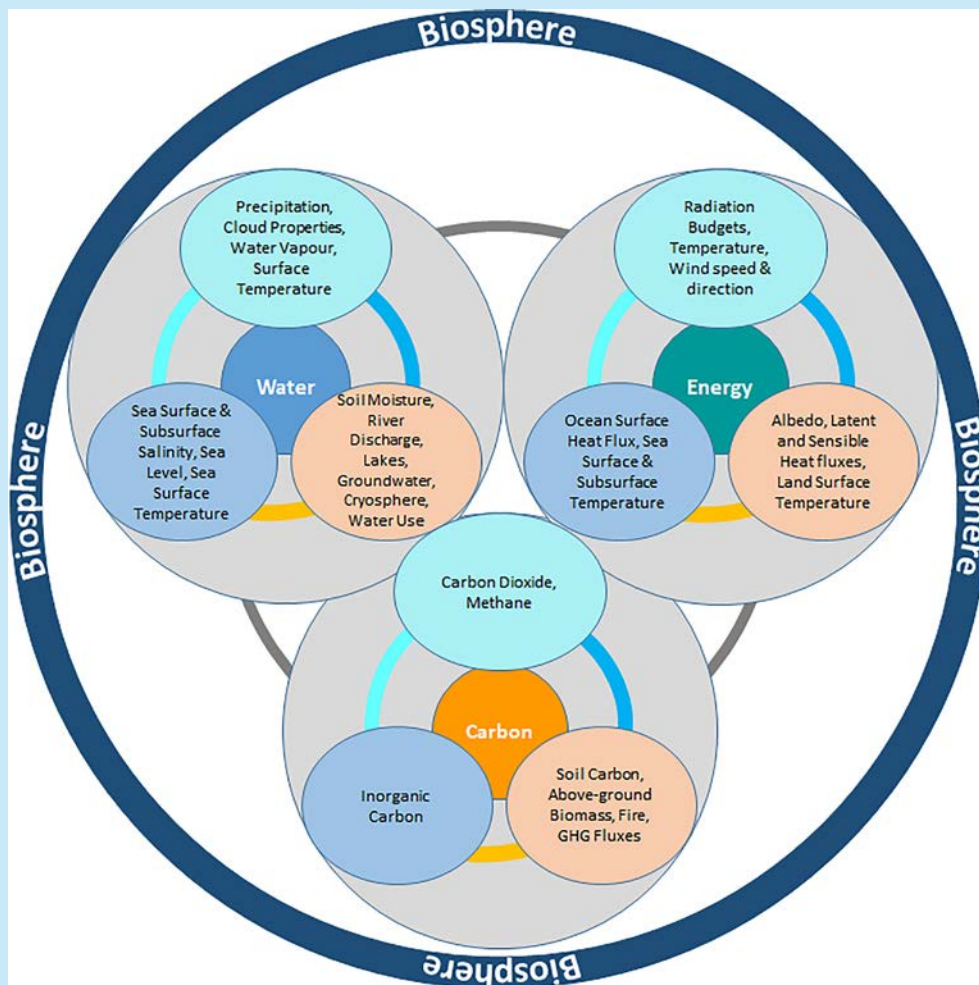 Biosphere
Precipitation,
Cloud Properties,
Water Vapour,
Surface
Temperature
Water
Sea Surface &
Subsurface
Salinity, Sea
Level, Sea
Surface
Temperature
Soil Moisture,
River
Discharge,
Lakes,
Groundwater,
Cryosphere,
Water Use
Radiation
Budgets,
Temperature,
Wind speed &
direction
Energy
Ocean Surface
Heat Flux, Sea
Surface &
Subsurface
Temperature
Albedo, Latent
and Sensible
Heat fluxes,
Land Surface
Temperature
Biosphere
Biosphere
Carbon Dioxide,
Methane
Carbon
Inorganic
Carbon
Soil Carbon,
Above-ground
Biomass, Fire,
GHG Fluxes
Biosphere